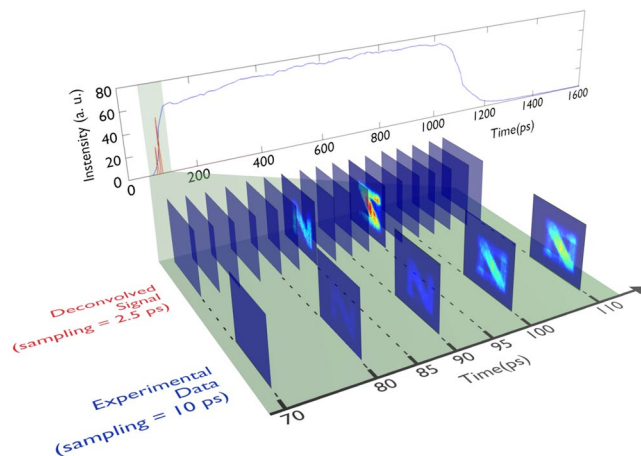 80
60
40
20
0
Instensity (a. u.)
0
200
400
600
800
1000
1200
1400
1600
Time(ps)
Deconvolved
Signal
(sampling = 2.5 ps)
Experimental
Data
(sampling = 10 ps)
70
80
85
90
95
100
110
Time(ps)